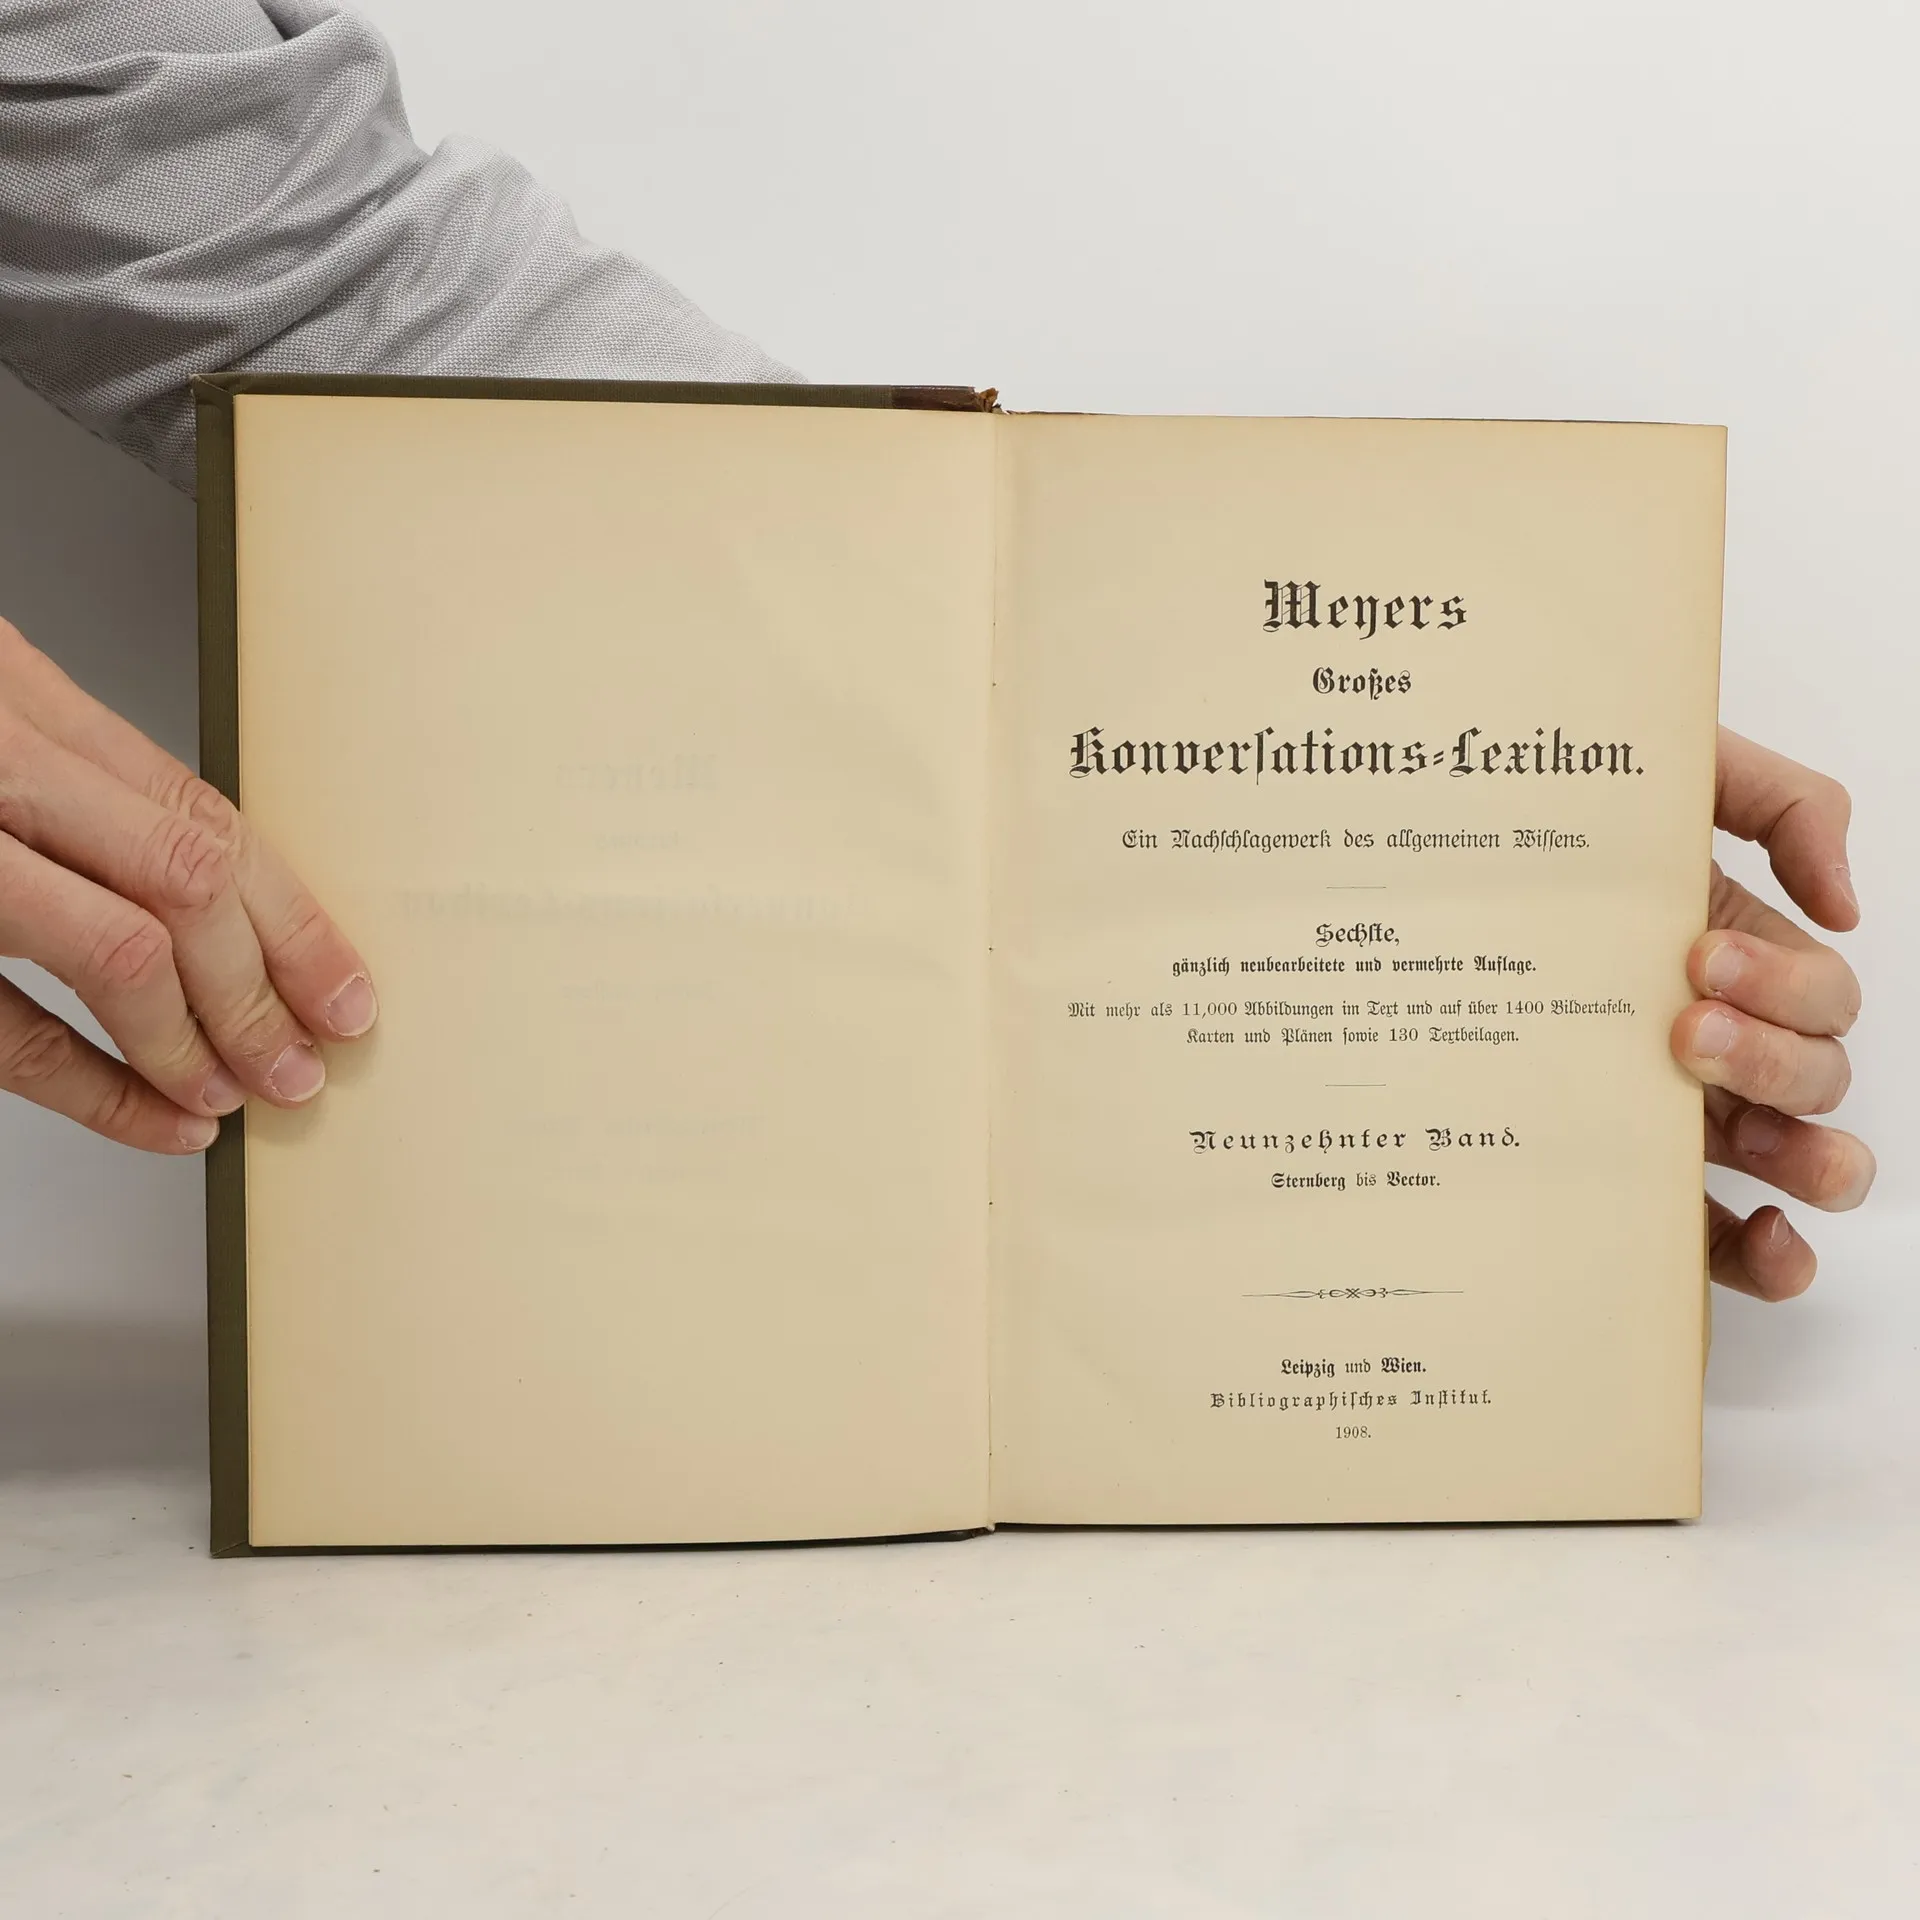 Meyers
Großes
Konverſations=Lexikon.
Ein Nachſchlagewerk des allgemeinen Wiſſens.
Sechſte,
gänzlich neubearbeitete und vermehrte Auflage.
Mit mehr als 11,000 Abbildungen im Text und auf über 1400 Bildertafeln,
Karten und Plänen ſowie 130 Textbeilagen.
Neunzehnter Band.
Sternberg bis Vector.
Leipzig und Wien.
Bibliographiſches Inſtitut.
1908.